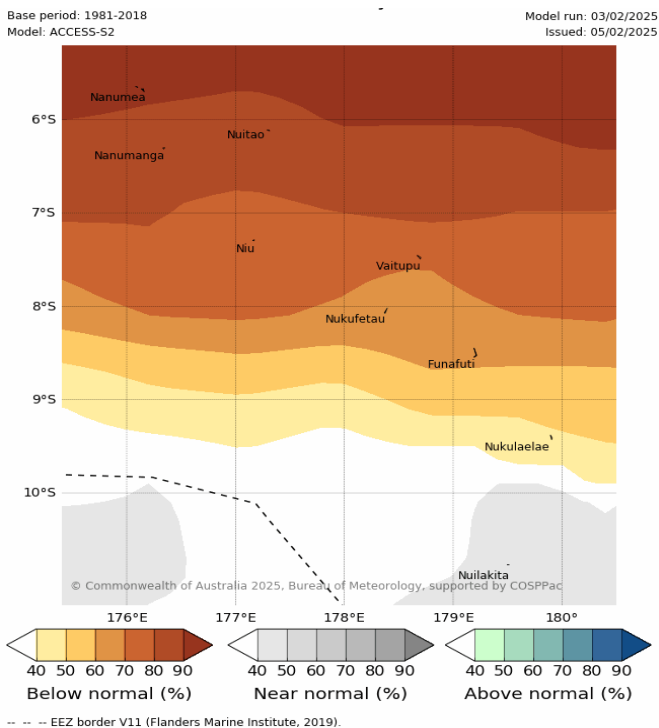 Base period: 1981-2018
Model: ACCESS-S2
Model run: 03/02/2025
Issued: 05/02/2025
Nanumea
6°S
Nuitao
Nanumanga
7°S
Niu
Vaitupu
8°S
Nukufetau
Funafuti
9°S
Nukulaelae
10°S
Nuilakita
© Commonwealth of Australia 2025, Bureau of Meteorology, supported by COSPPac
176°E 177°E 178°E 179°E 180°
40 50 60 70 80 90
40 50 60 70 80 90
40 50 60 70 80 90
Below normal (%)
Near normal (%)
Above normal (%)
-- -- -- EEZ border V11 (Flanders Marine Institute, 2019).